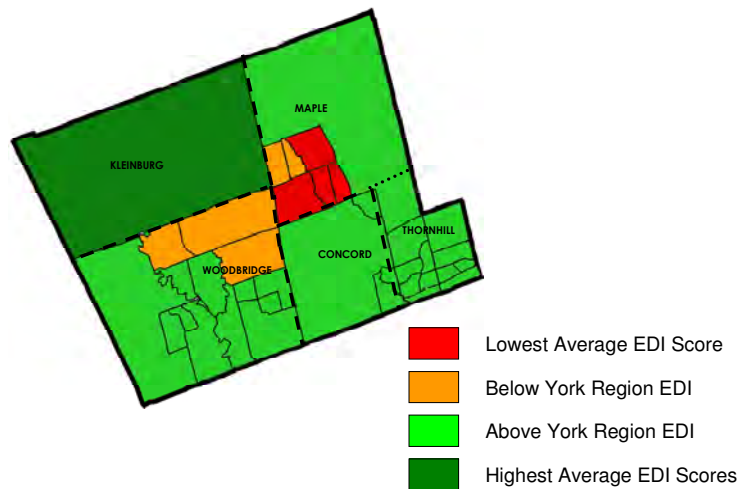 MAPLE
KLEINBURG
THORNHILL
CONCORD
WOODBRIDGE
Lowest Average EDI Score
Below York Region EDI
Above York Region EDI
Highest Average EDI Scores